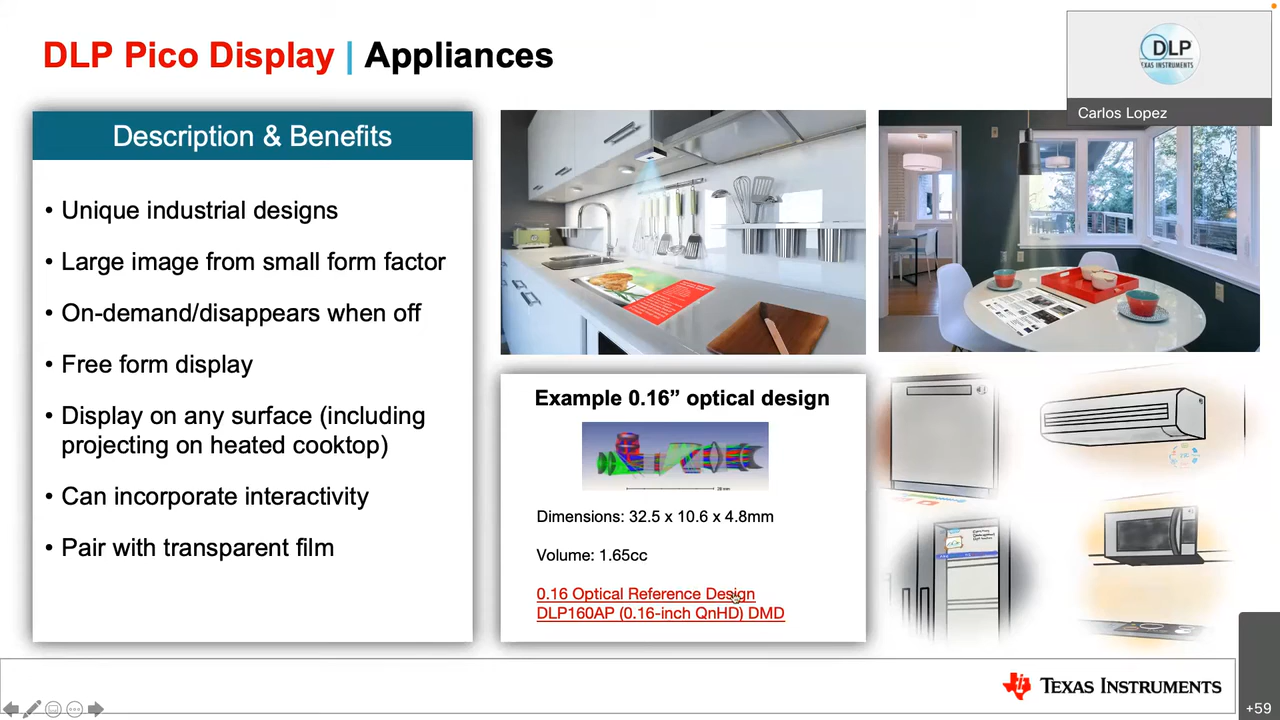 DLP Pico Display | Appliances
DLP
TEXAS INSTRUMENTS
Carlos Lopez
Description & Benefits
• Unique industrial designs
• Large image from small form factor
• On-demand/disappears when off
• Free form display
• Display on any surface (including
projecting on heated cooktop)
• Can incorporate interactivity
• Pair with transparent film
Example 0.16” optical design
Dimensions: 32.5 x 10.6 x 4.8mm
Volume: 1.65cc
0.16 Optical Reference Design
DLP160AP (0.16-inch QnHD) DMD
TEXAS INSTRUMENTS
+59